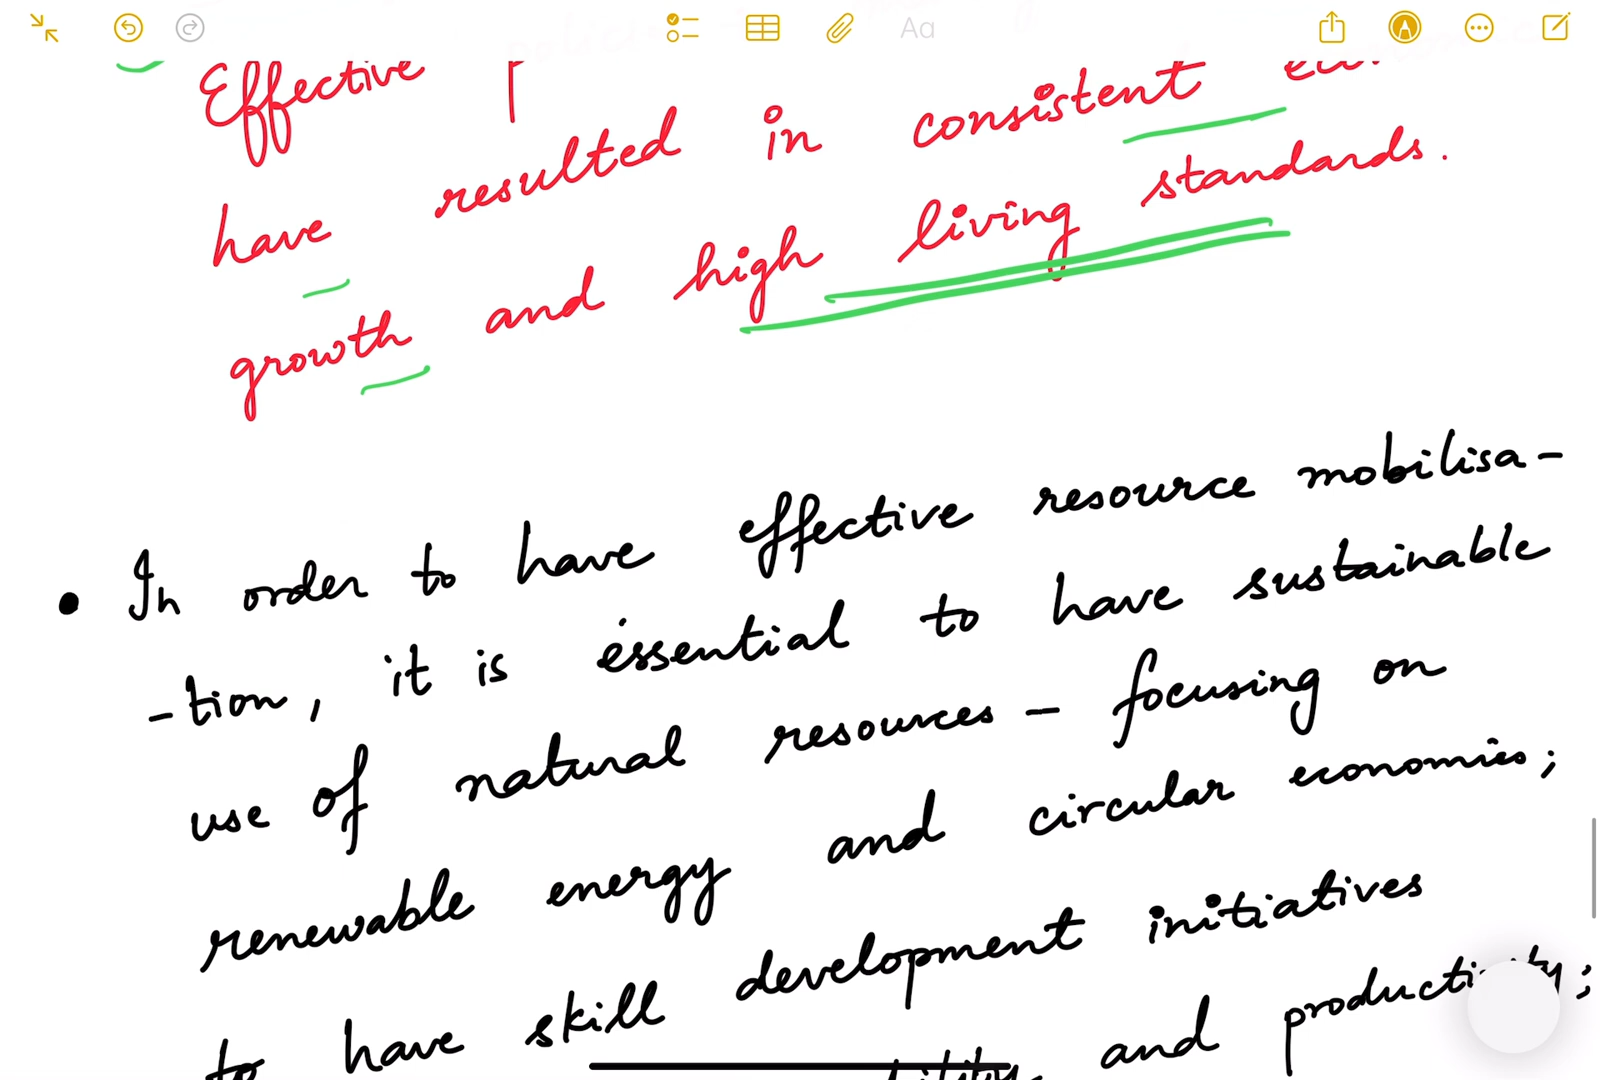 Aa
Effective
have resulted in consistent
growth and high living standards.
• In order to have effective resource mobilisa-
-tion, it is essential to have sustainable
use of natural resources - focusing on
renewable energy and circular economies;
to have skill development initiatives
and